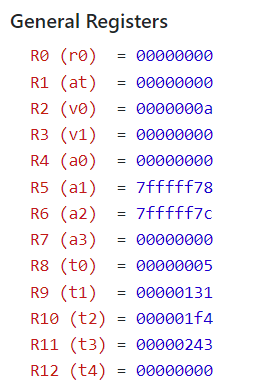 General Registers
R0 (r0) = 00000000
R1 (at) = 00000000
R2 (v0) = 0000000a
R3 (v1) = 00000000
R4 (a0) = 00000000
R5 (a1) = 7fffff78
R6 (a2) = 7fffff7c
R7 (a3) = 00000000
R8 (t0) = 00000005
R9 (t1) = 00000131
R10 (t2) = 000001f4
R11 (t3) = 00000243
R12 (t4) = 00000000